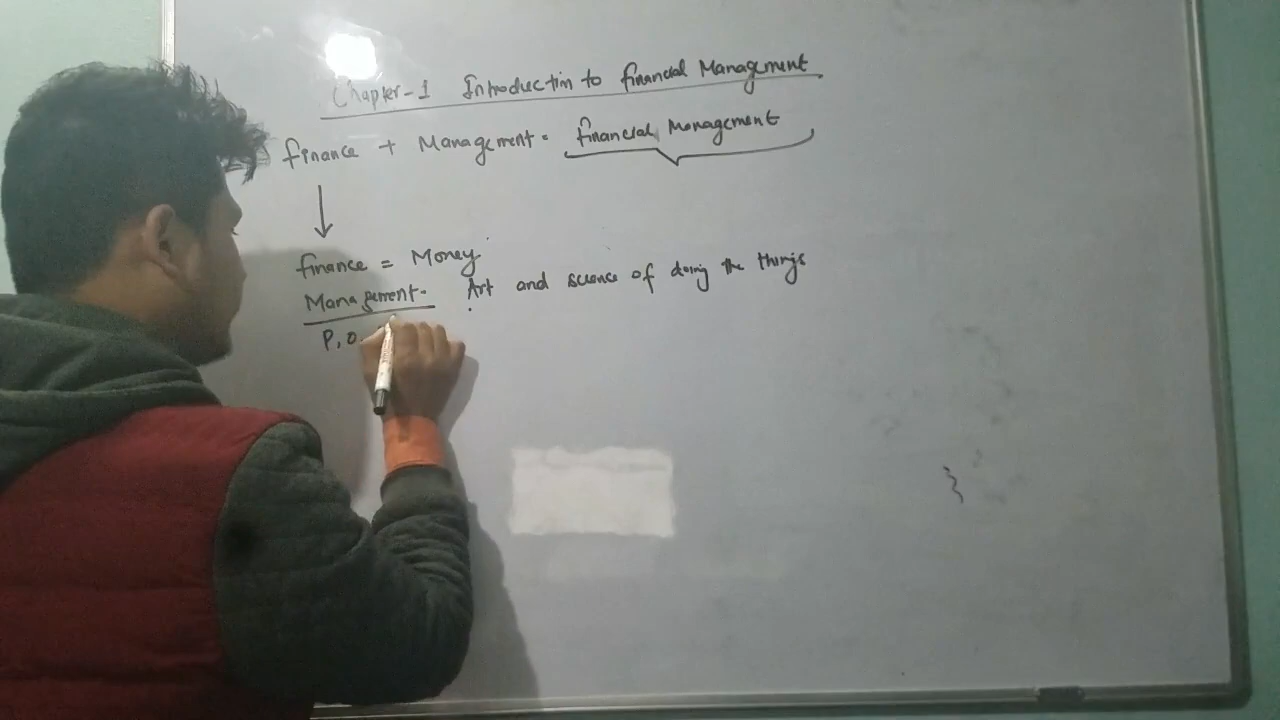 Chapter-1 Introduction to financial Management
finance + Management = financial Management
finance = Money
Management = Art and science of doing the things
P, O,